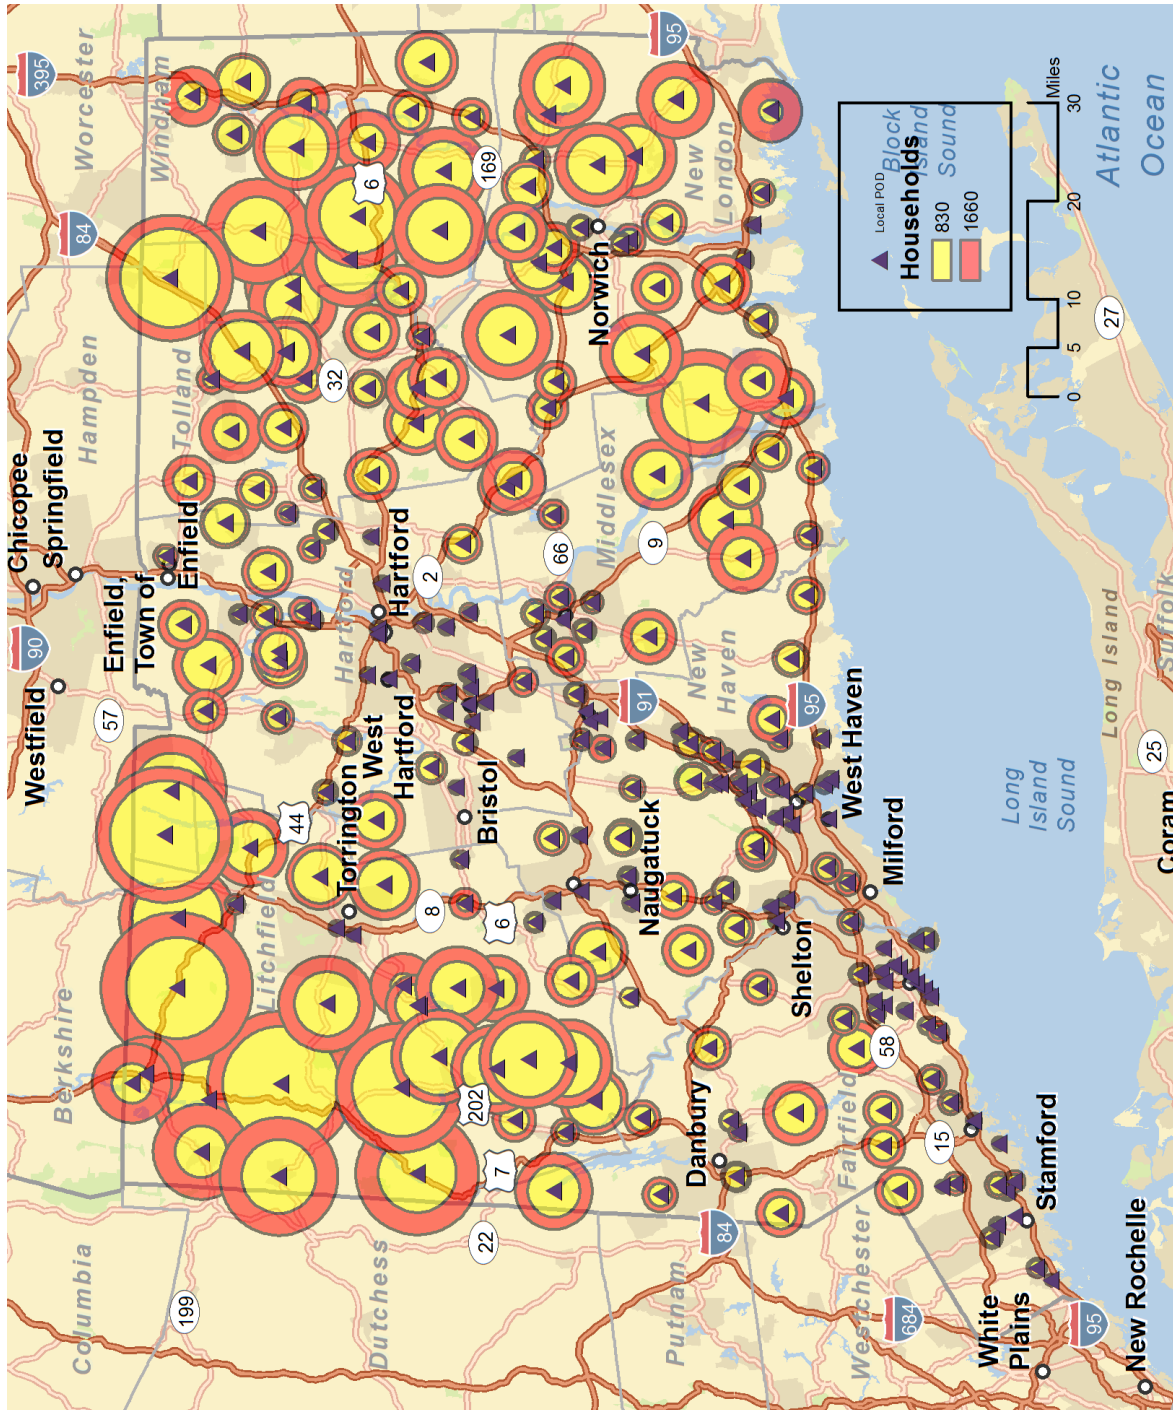 395
Worcester
Windham
84
Hampden
Tolland
Chicopee
Springfield
90
Westfield
57
Enfield,
Town of
Enfield
Berkshire
Columbia
199
Dutchess
22
Litchfield
44
Torrington
West
Hartford
Hartford
Hartford
2
32
6
169
95
New
London
Norwich
Middlesex
66
9
Bristol
8
6
202
7
Naugatuck
New
Haven
91
95
West Haven
Milford
Shelton
Danbury
84
Putnam
Fairfield
58
15
Westchester
684
Stamford
White
Plains
95
New Rochelle
Long
Island
Sound
Long Island
Suffolk
25
Coram
27
Block
Island
Sound
Atlantic
Ocean
Local POD
Households
830
1660
0
5
10
20
30
Miles